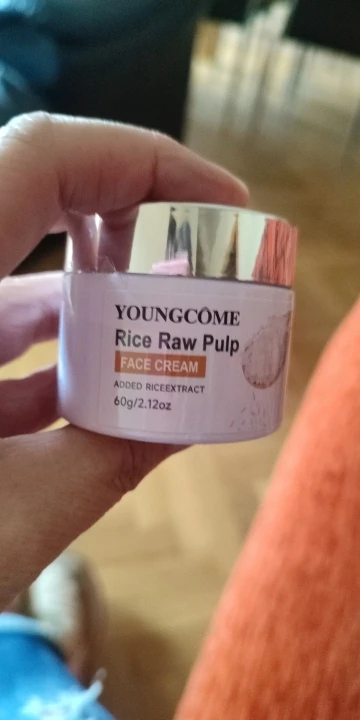 YOUNGCÔME
Rice Raw Pulp
FACE CREAM
ADDED RICEEXTRACT
60g/2.12oz